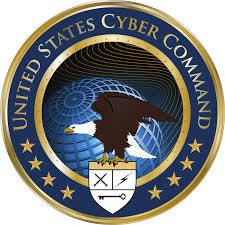 UNITED STATES CYBER COMMAND